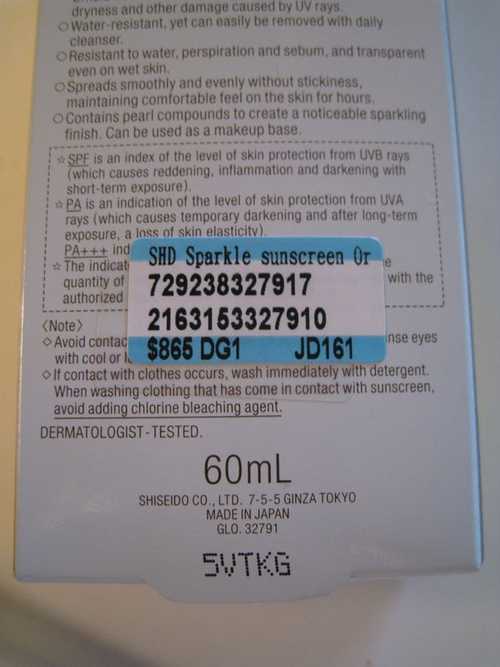 dryness and other damage caused by UV rays.
○Water-resistant, yet can easily be removed with daily
cleanser.
○Resistant to water, perspiration and sebum, and transparent
even on wet skin.
○Spreads smoothly and evenly without stickiness,
maintaining comfortable feel on the skin for hours.
○Contains pearl compounds to create a noticeable sparkling
finish. Can be used as a makeup base.
☆SPF is an index of the level of skin protection from UVB rays
(which causes reddening, inflammation and darkening with
short-term exposure).
☆PA is an indication of the level of skin protection from UVA
rays (which causes temporary darkening and after long-term
exposure, a loss of skin elasticity).
PA+++ ind
☆The indicat e
quantity of with the
authorized
SHD Sparkle sunscreen Or
729238327917
2163153327910
$865 DG1 JD161
〈Note〉
◇Avoid contac nse eyes
with cool or l
◇If contact with clothes occurs, wash immediately with detergent.
When washing clothing that has come in contact with sunscreen,
avoid adding chlorine bleaching agent.
DERMATOLOGIST-TESTED.
60mL
SHISEIDO CO., LTD. 7-5-5 GINZA TOKYO
MADE IN JAPAN
GLO. 32791
5VTKG